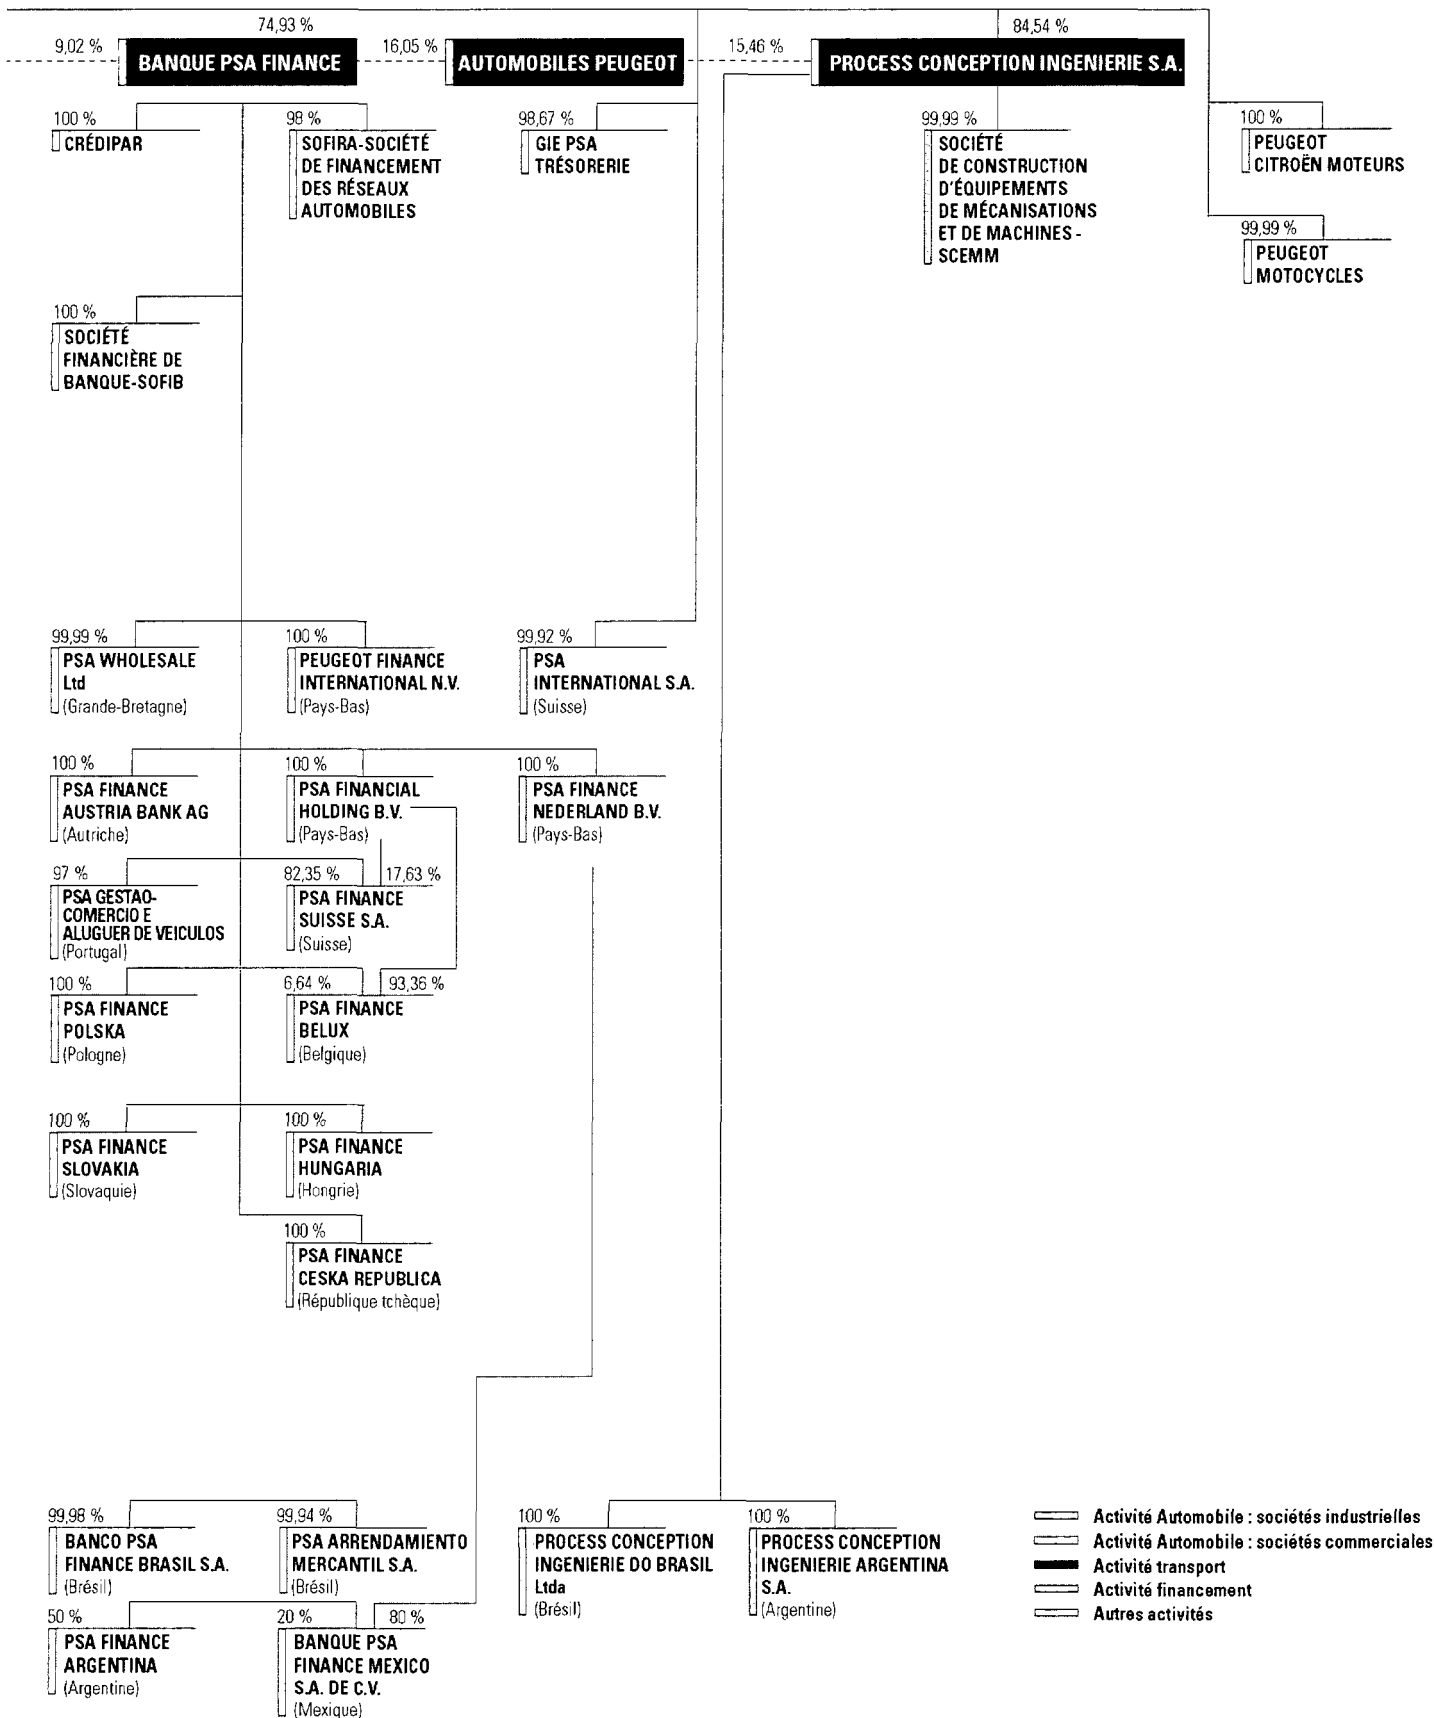 74,93 %
84,54 %
9,02 %
BANQUE PSA FINANCE
16,05 %
AUTOMOBILES PEUGEOT
15,46 %
PROCESS CONCEPTION INGENIERIE S.A.
100 %
CRÉDIPAR
98 %
SOFIRA-SOCIÉTÉ
DE FINANCEMENT
DES RÉSEAUX
AUTOMOBILES
98,67 %
GIE PSA
TRÉSORERIE
99,99 %
SOCIÉTÉ
DE CONSTRUCTION
D'ÉQUIPEMENTS
DE MÉCANISATIONS
ET DE MACHINES -
SCEMM
100 %
PEUGEOT
CITROËN MOTEURS
99,99 %
PEUGEOT
MOTOCYCLES
100 %
SOCIÉTÉ
FINANCIÈRE DE
BANQUE-SOFIB
99,99 %
PSA WHOLESALE
Ltd
(Grande-Bretagne)
100 %
PEUGEOT FINANCE
INTERNATIONAL N.V.
(Pays-Bas)
99,92 %
PSA
INTERNATIONAL S.A.
(Suisse)
100 %
PSA FINANCE
AUSTRIA BANK AG
(Autriche)
100 %
PSA FINANCIAL
HOLDING B.V.
(Pays-Bas)
100 %
PSA FINANCE
NEDERLAND B.V.
(Pays-Bas)
97 %
PSA GESTAO-
COMERCIO E
ALUGUER DE VEICULOS
(Portugal)
82,35 %
17,63 %
PSA FINANCE
SUISSE S.A.
(Suisse)
100 %
PSA FINANCE
POLSKA
(Pologne)
6,64 %
93,36 %
PSA FINANCE
BELUX
(Belgique)
100 %
PSA FINANCE
SLOVAKIA
(Slovaquie)
100 %
PSA FINANCE
HUNGARIA
(Hongrie)
100 %
PSA FINANCE
CESKA REPUBLICA
(République tchèque)
99,98 %
BANCO PSA
FINANCE BRASIL S.A.
(Brésil)
99,94 %
PSA ARRENDAMIENTO
MERCANTIL S.A.
(Brésil)
100 %
PROCESS CONCEPTION
INGENIERIE DO BRASIL
Ltda
(Brésil)
100 %
PROCESS CONCEPTION
INGENIERIE ARGENTINA
S.A.
(Argentine)
50 %
PSA FINANCE
ARGENTINA
(Argentine)
20 %
80 %
BANQUE PSA
FINANCE MEXICO
S.A. DE C.V.
(Mexique)
Activité Automobile : sociétés industrielles
Activité Automobile : sociétés commerciales
Activité transport
Activité financement
Autres activités